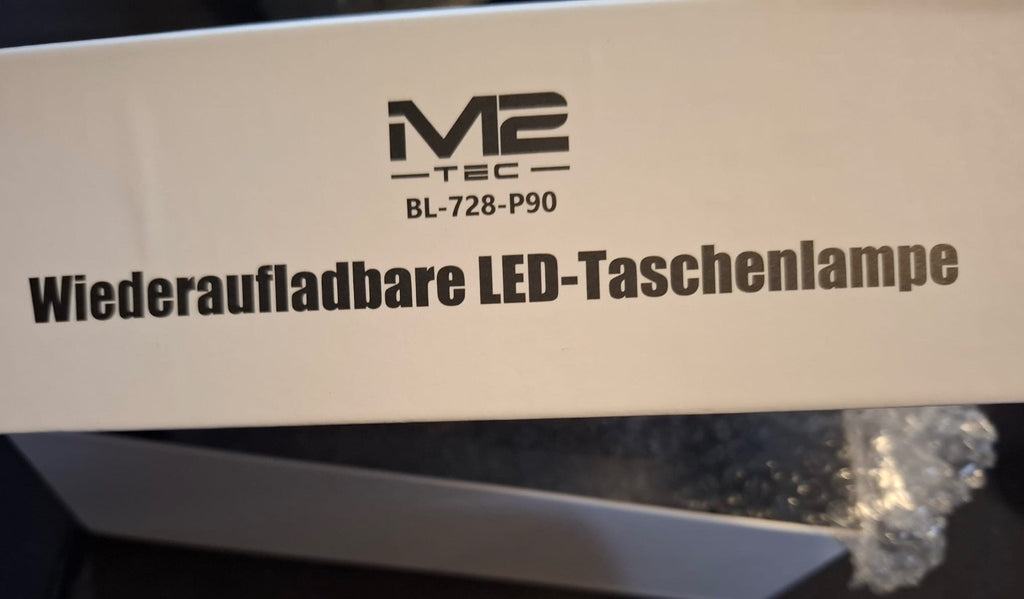 M2
TEC
BL-728-P90
Wiederaufladbare LED-Taschenlampe